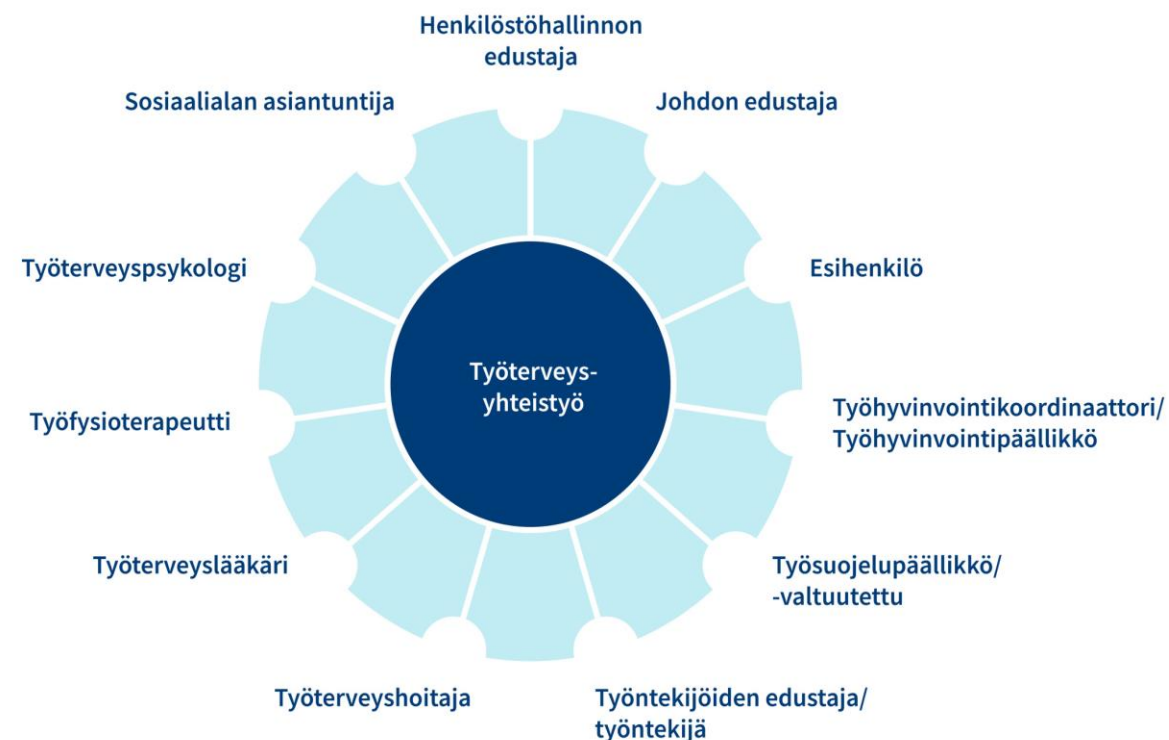 Henkilöstöhallinnon
edustaja
Johdon edustaja
Esihenkilö
Työhyvinvointikoordinaattori/
Työhyvinvointipäällikkö
Työsuojelupäällikkö/
-valtuutettu
Työntekijöiden edustaja/
työntekijä
Työterveyshoitaja
Työterveyslääkäri
Työfysioterapeutti
Työterveyspsykologi
Sosiaalialan asiantuntija
Työterveys-
yhteistyö